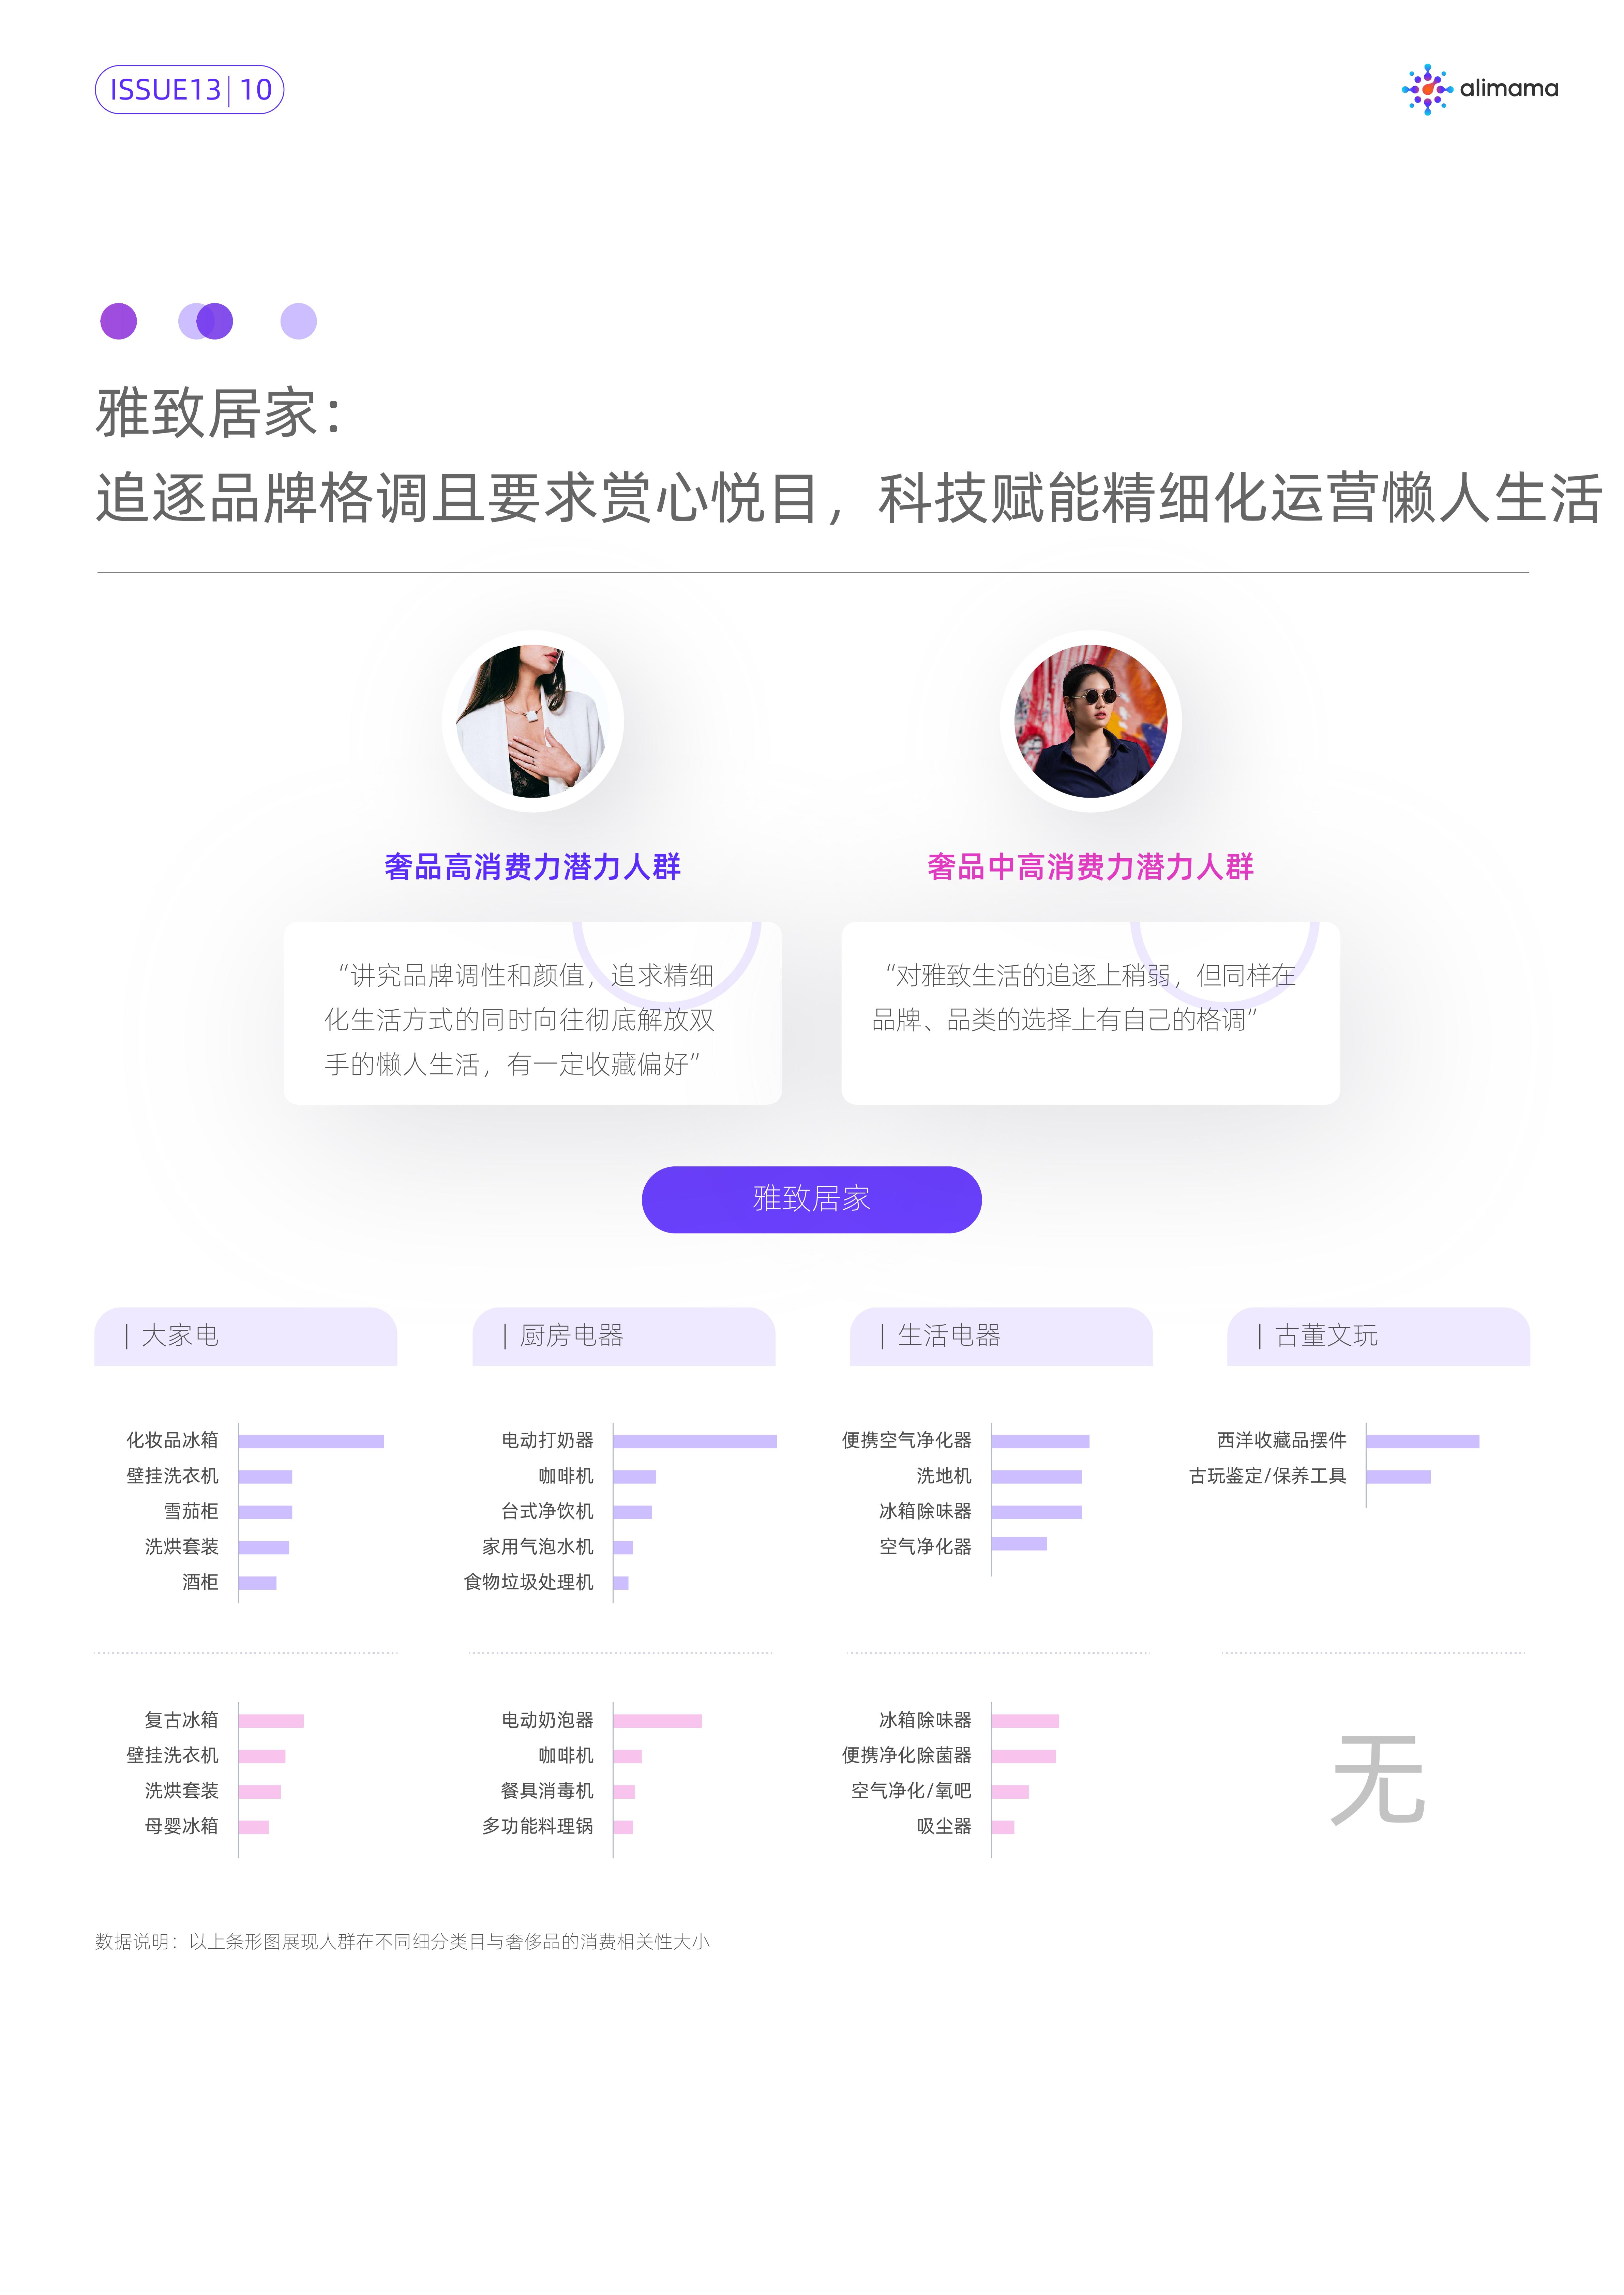 ISSUE13 10
alimama
雅致居家：
追逐品牌格调且要求赏心悦目，科技赋能精细化运营懒人生活
奢品高消费力潜力人群
“讲究品牌调性和颜值，追求精细
化生活方式的同时向往彻底解放双
手的懒人生活，有一定收藏偏好”
奢品中高消费力潜力人群
“对雅致生活的追逐上稍弱，但同样在
品牌、品类的选择上有自己的格调”
雅致居家
大家电
化妆品冰箱
壁挂洗衣机
雪茄柜
洗烘套装
酒柜
厨房电器
电动打奶器
咖啡机
台式净饮机
家用气泡水机
食物垃圾处理机
生活电器
便携空气净化器
洗地机
冰箱除味器
空气净化器
古董文玩
西洋收藏品摆件
古玩鉴定/保养工具
复古冰箱
壁挂洗衣机
洗烘套装
母婴冰箱
电动奶泡器
咖啡机
餐具消毒机
多功能料理锅
冰箱除味器
便携净化除菌器
空气净化/氧吧
吸尘器
无
数据说明：以上条形图展现人群在不同细分类目与奢侈品的消费相关性大小